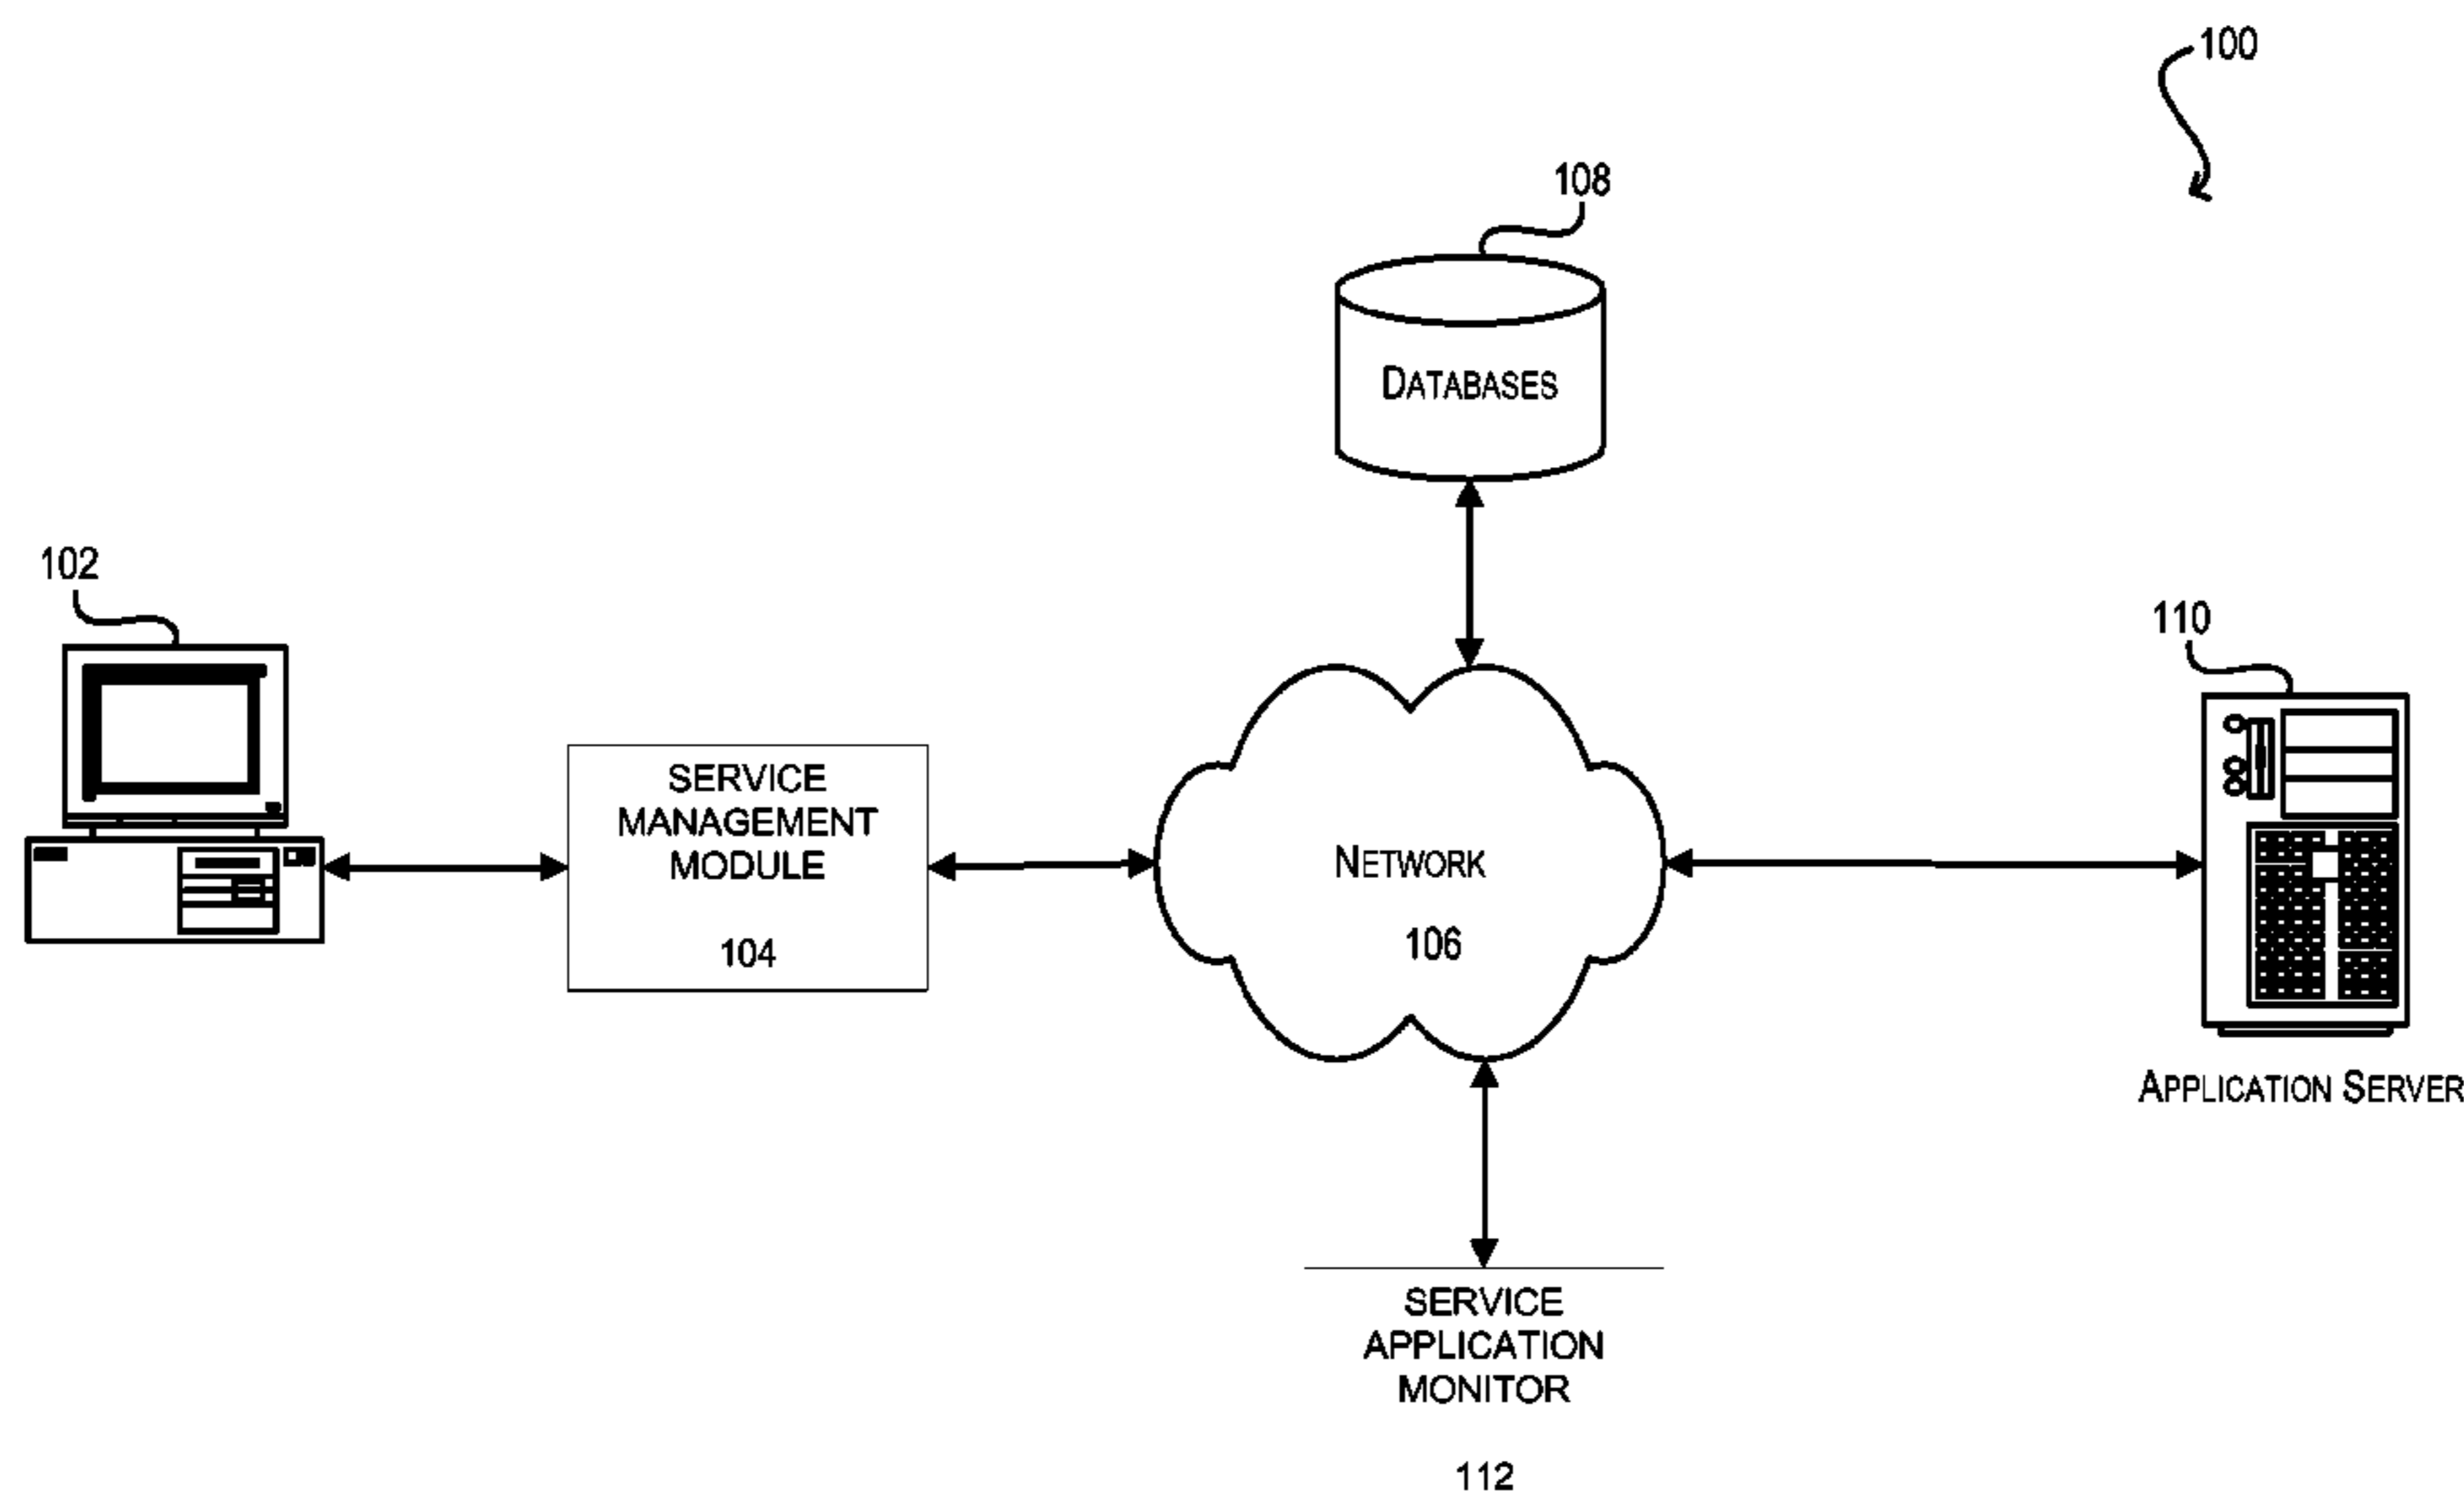 100
108
DATABASES
102
110
SERVICE
MANAGEMENT
MODULE
104
NETWORK
106
APPLICATION SERVER
SERVICE
APPLICATION
MONITOR
112